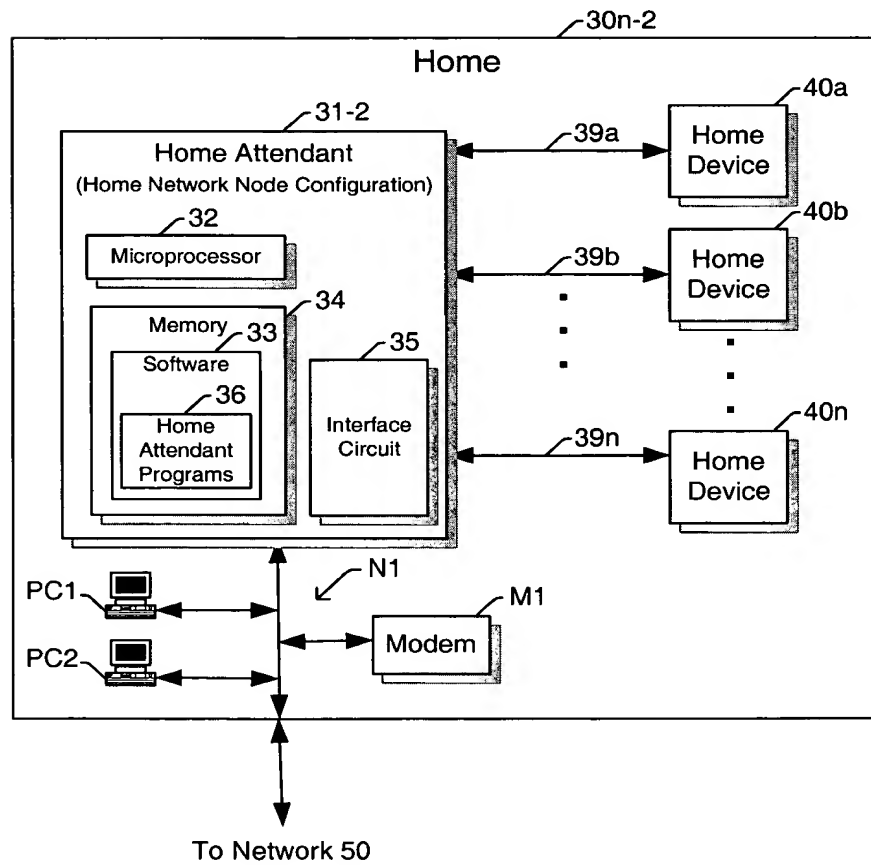 30n-2
Home
31-2
Home Attendant
(Home Network Node Configuration)
32
Microprocessor
34
Memory
33
Software
36
Home
Attendant
Programs
35
Interface
Circuit
39a
40a
Home
Device
39b
40b
Home
Device
39n
40n
Home
Device
N1
PC1
M1
Modem
PC2
To Network 50